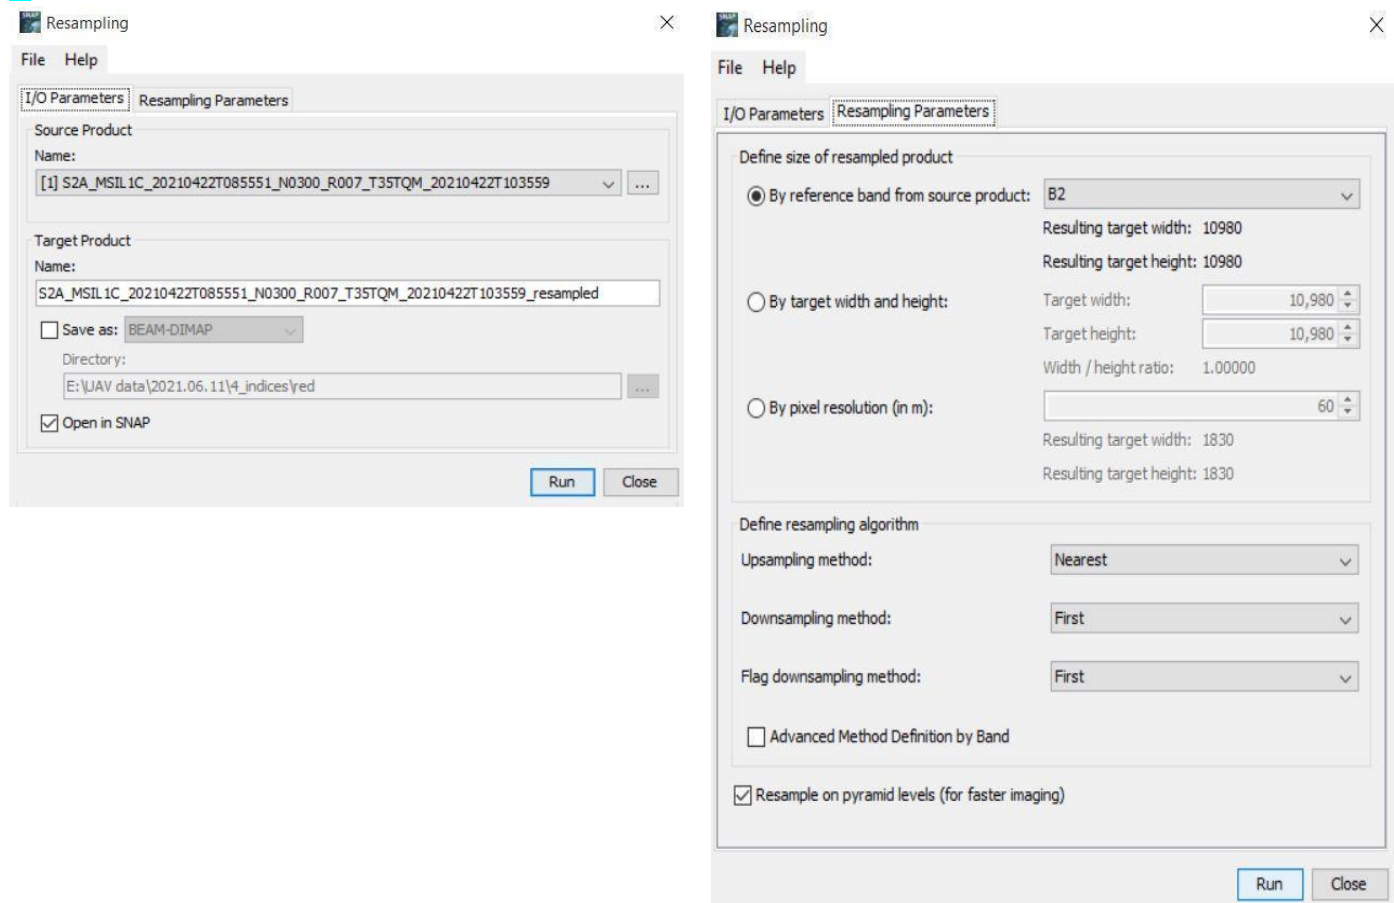 Resampling
File Help
I/O Parameters Resampling Parameters
Source Product
Name:
[1] S2A_MSIL1C_20210422T085551_N0300_R007_T35TQM_20210422T103559 ...
Target Product
Name:
S2A_MSIL1C_20210422T085551_N0300_R007_T35TQM_20210422T103559_resampled
Save as: BEAM-DIMAP
Directory:
E:\UAV data\2021.06.11\4_indices\red ...
Open in SNAP
Run Close
Resampling
File Help
I/O Parameters Resampling Parameters
Define size of resampled product
By reference band from source product: B2
Resulting target width: 10980
Resulting target height: 10980
By target width and height: Target width: 10,980
Target height: 10,980
Width / height ratio: 1.00000
By pixel resolution (in m): 60
Resulting target width: 1830
Resulting target height: 1830
Define resampling algorithm
Upsampling method: Nearest
Downsampling method: First
Flag downsampling method: First
Advanced Method Definition by Band
Resample on pyramid levels (for faster imaging)
Run Close